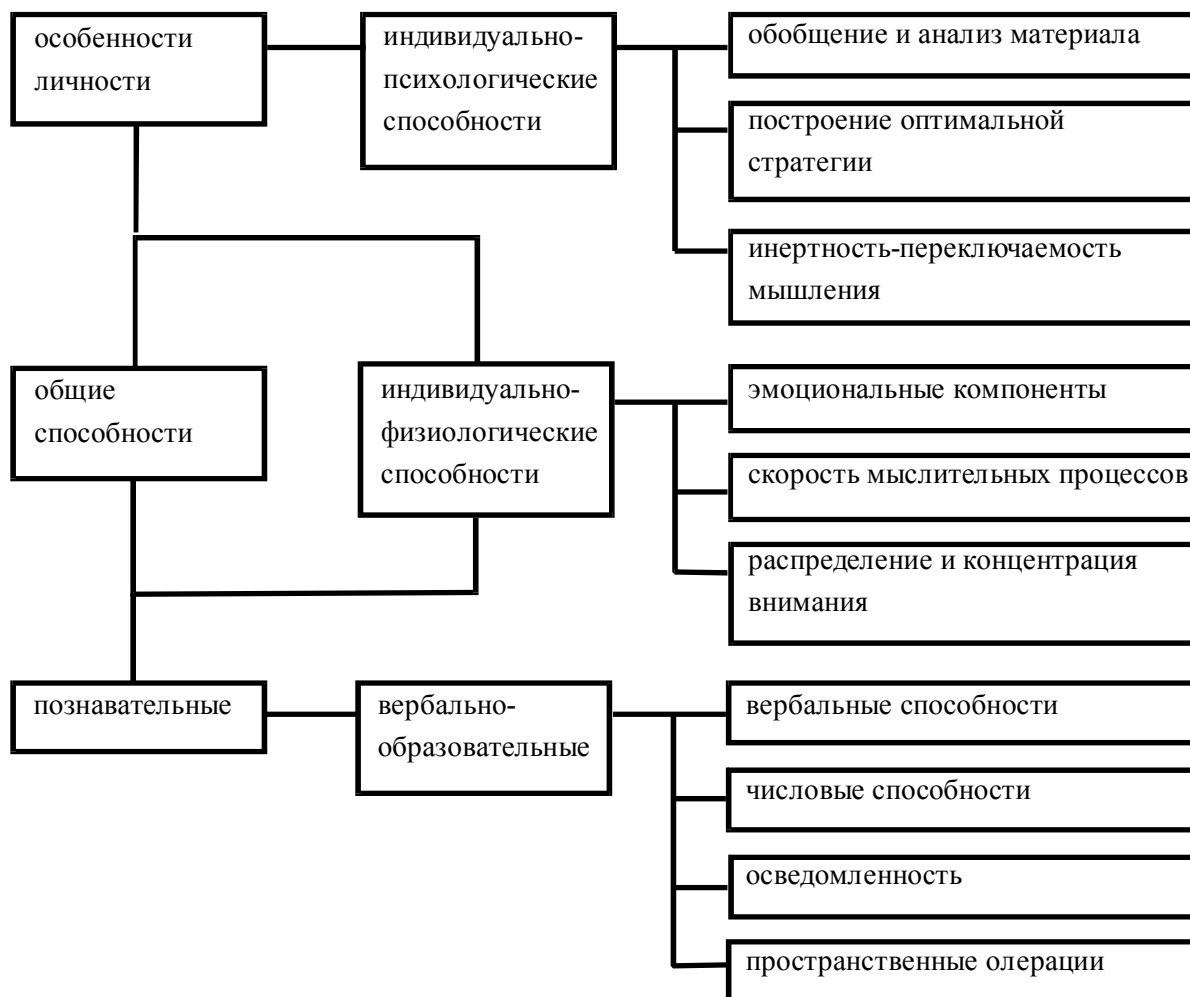 особенности
личности
индивидуально-
психологические
способности
обобщение и анализ материала
построение оптимальной
стратегии
инертность-переключаемость
мышления
общие
способности
индивидуально-
физиологические
способности
эмоциональные компоненты
скорость мыслительных процессов
распределение и концентрация
внимания
познавательные
вербально-
образовательные
вербальные способности
числовые способности
осведомленность
пространственные олерации